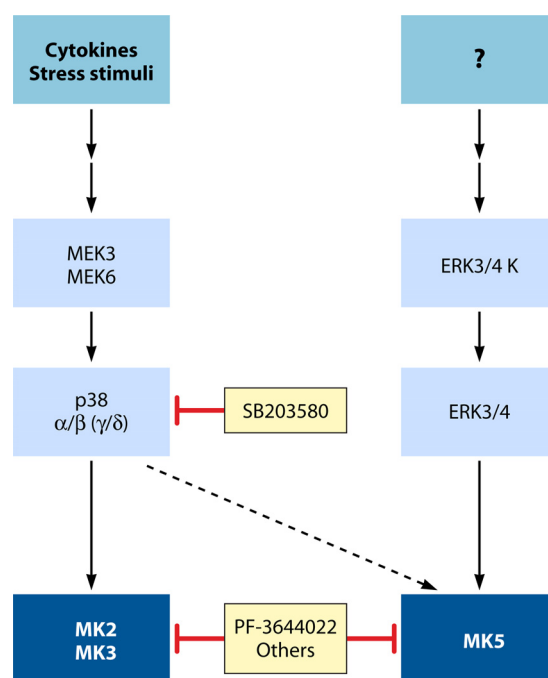 Cytokines
Stress stimuli
?
MEK3
MEK6
ERK3/4 K
p38
α/β (γ/δ)
SB203580
ERK3/4
MK2
MK3
PF-3644022
Others
MK5